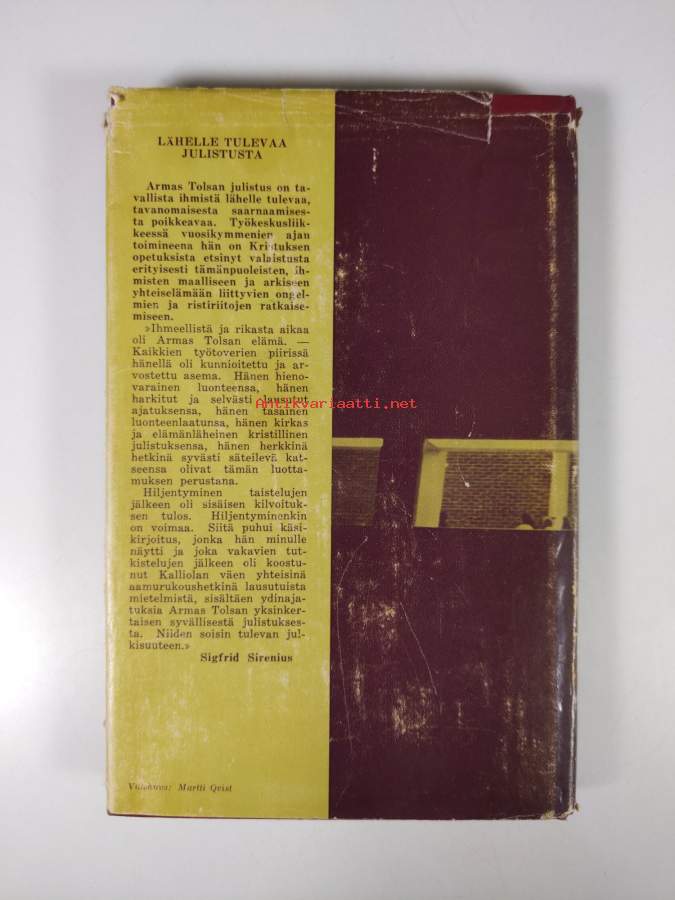 LÄHELLE TULEVAA
JULISTUSTA
Armas Tolsan julistus on ta-
vallista ihmistä lähelle tulevaa,
tavanomaisesta saarnaamises-
ta poikkeavaa. Työkeskusliik-
keessä vuosikymmenien ajan
toimineena hän on Kristuksen
opetuksista etsinyt valaistusta
erityisesti tämänpuoleisten, ih-
misten maalliseen ja arkiseen
yhteiselämään liittyvien ongel-
mien ja ristiriitojen ratkaise-
miseen.
»Ihmeellistä ja rikasta aikaa
oli Armas Tolsan elämä. —
Kaikkien työtoverien piirissä
hänellä oli kunnioitettu ja ar-
vostettu asema. Hänen hieno-
varainen luonteensa, hänen
harkitut ja selvästi lausutut
ajatuksensa, hänen tasainen
luonteenlaatunsa, hänen kirkas
ja elämänläheinen kristillinen
julistuksensa, hänen herkkinä
hetkinä syvästi säteilevä kat-
seensa olivat tämän luotta-
muksen perustana.
Hiljentyminen taistelujen
jälkeen oli sisäisen kilvoituk-
sen tulos. Hiljentyminenkin
on voimaa. Siitä puhui käsi-
kirjoitus, jonka hän minulle
näytti ja joka vakavien tut-
kistelujen jälkeen oli koostu-
nut Kalliolan väen yhteisinä
aamurukoushetkinä lausutuista
mietelmistä, sisältäen ydinaja-
tuksia Armas Tolsan yksinker-
taisen syvällisestä julistukses-
ta. Niiden soisin tulevan jul-
kisuuteen.»
Sigfrid Sirenius
Valokuva: Martti Qvist
Antikvariaatti.net